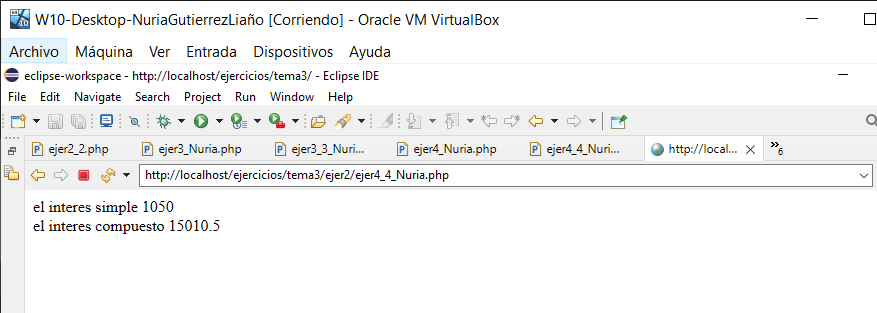 W10-Desktop-NuriaGutierrezLiaño [Corriendo] - Oracle VM VirtualBox
Archivo Máquina Ver Entrada Dispositivos Ayuda
eclipse-workspace - http://localhost/ejercicios/tema3/ - Eclipse IDE
File Edit Navigate Search Project Run Window Help
ejer2_2.php ejer3_Nuria.php ejer3_3_Nuri... ejer4_Nuria.php ejer4_4_Nuri... http://local... »6
http://localhost/ejercicios/tema3/ejer2/ejer4_4_Nuria.php
el interes simple 1050
el interes compuesto 15010.5